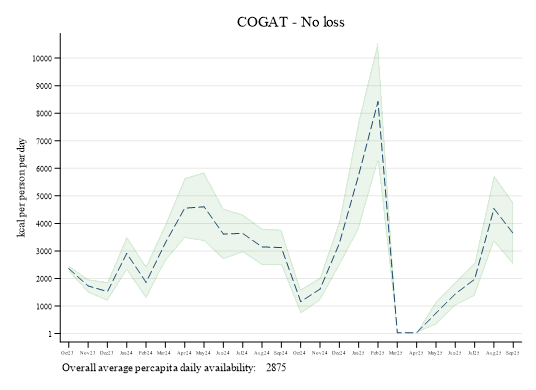 COGAT - No loss
kcal per person per day
10000
9000
8000
7000
6000
5000
4000
3000
2000
1000
1
Oct23 Nov23 Dec23 Jan24 Feb24 Mar24 Apr24 May24 Jun24 Jul24 Aug24 Sep24 Oct24 Nov24 Dec24 Jan25 Feb25 Mar25 Apr25 May25 Jun25 Jul25 Aug25 Sep25
Overall average percapita daily availability: 2875